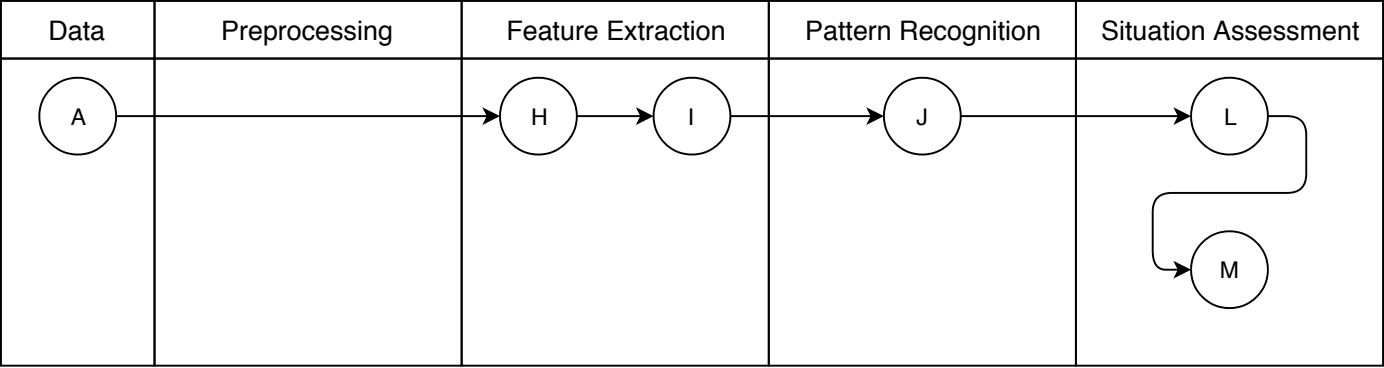 Data Preprocessing Feature Extraction Pattern Recognition Situation Assessment
A H I J L
M